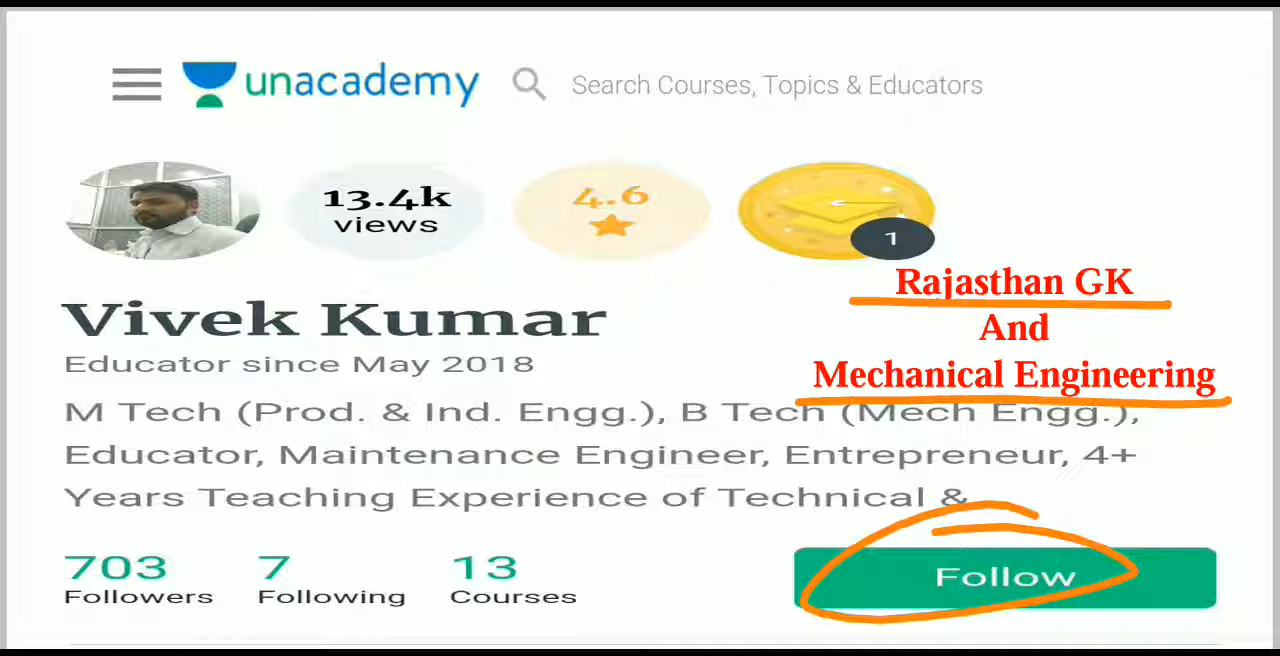 unacademy
Search Courses, Topics & Educators
13.4k
views
4.6
1
Rajasthan GK
And
Mechanical Engineering
Vivek Kumar
Educator since May 2018
M Tech (Prod. & Ind. Engg.), B Tech (Mech Engg.),
Educator, Maintenance Engineer, Entrepreneur, 4+
Years Teaching Experience of Technical &
703
Followers
7
Following
13
Courses
Follow